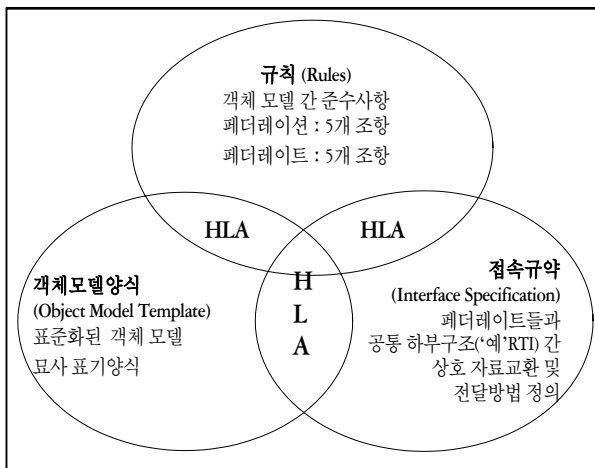 규칙 (Rules)
객체 모델 간 준수사항
페더레이션 : 5개 조항
페더레이트 : 5개 조항
HLA
HLA
객체모델양식
(Object Model Template)
표준화된 객체 모델
묘사 표기양식
H
L
A
접속규약
(Interface Specification)
페더레이트들과
공통 하부구조(‘예’RTI) 간
상호 자료교환 및
전달방법 정의